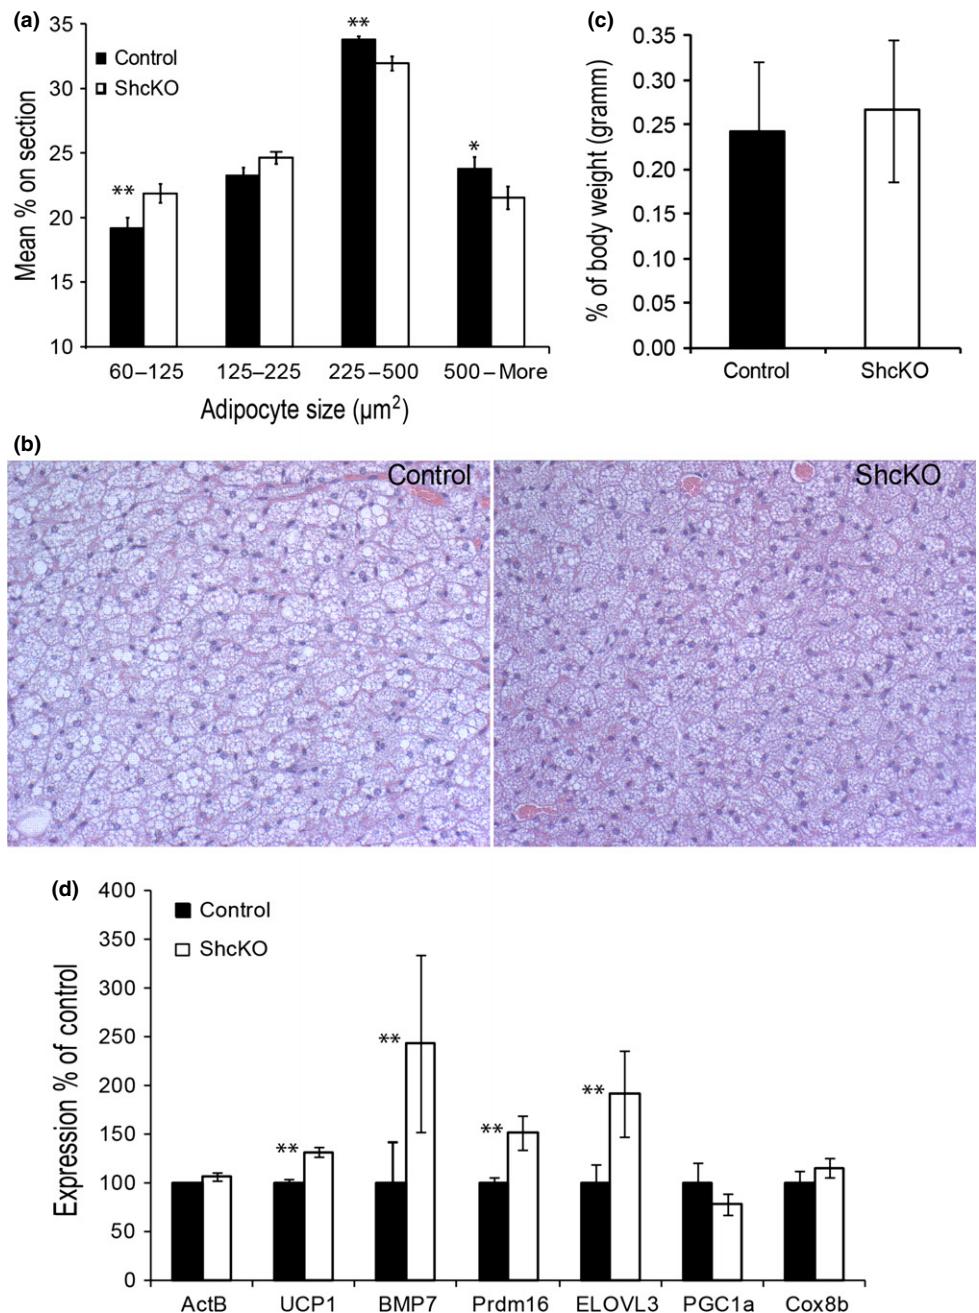 (a)
35
30
25
20
15
10
Mean % on section
Control
ShcKO
**
**
*
60–125 125–225 225–500 500–More
Adipocyte size (µm²)
(c)
0.35
0.30
0.25
0.20
0.15
0.10
0.05
0.00
% of body weight (gramm)
Control ShcKO
(b)
Control
ShcKO
(d)
400
350
300
250
200
150
100
50
0
Expression % of control
Control
ShcKO
**
**
**
**
ActB UCP1 BMP7 Prdm16 ELOVL3 PGC1a Cox8b